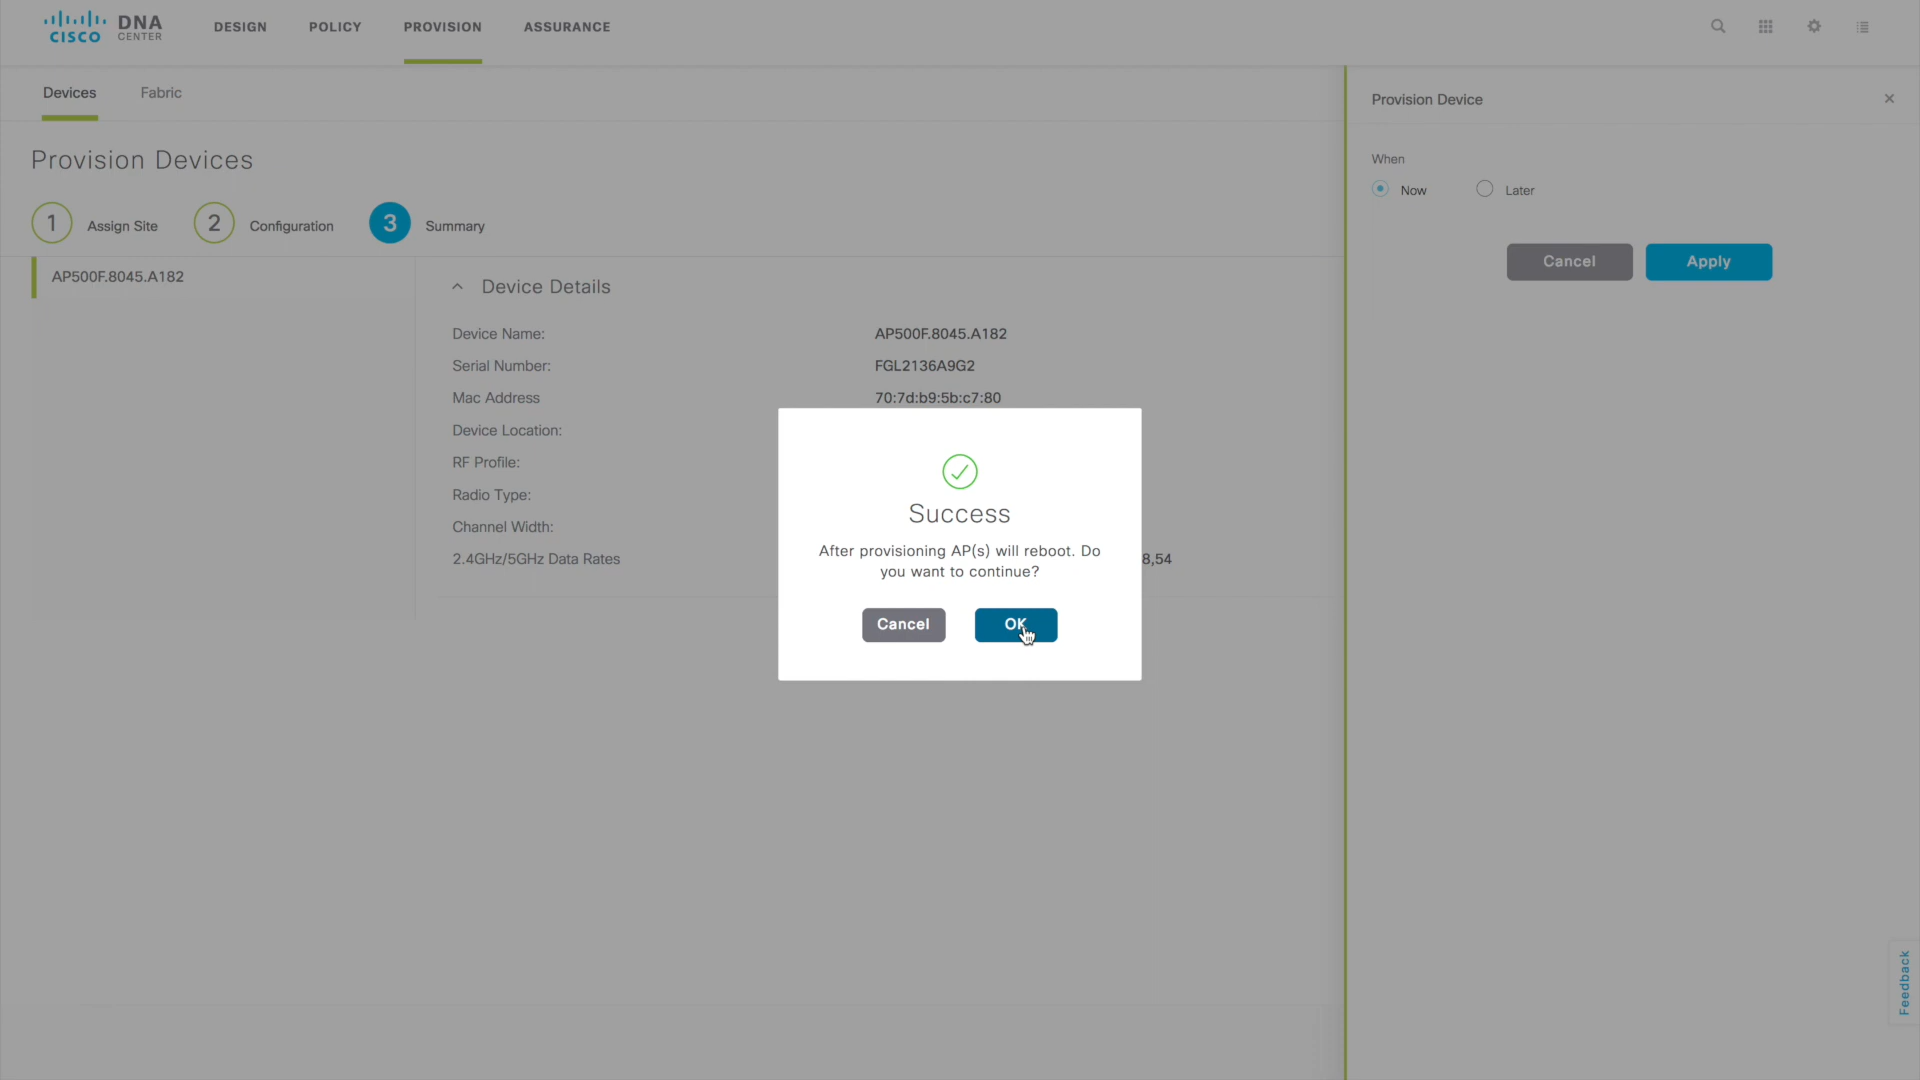 CISCO DNA CENTER
DESIGN POLICY PROVISION ASSURANCE
Devices Fabric
Provision Devices
1 Assign Site 2 Configuration 3 Summary
AP500F.8045.A182
Device Details
Device Name: AP500F.8045.A182
Serial Number: FGL2136A9G2
Mac Address 70:7d:b9:5b:c7:80
Device Location:
RF Profile:
Radio Type:
Channel Width:
2.4GHz/5GHz Data Rates 8,54
Success
After provisioning AP(s) will reboot. Do
you want to continue?
Cancel OK
Provision Device
When
Now Later
Cancel Apply
Feedback